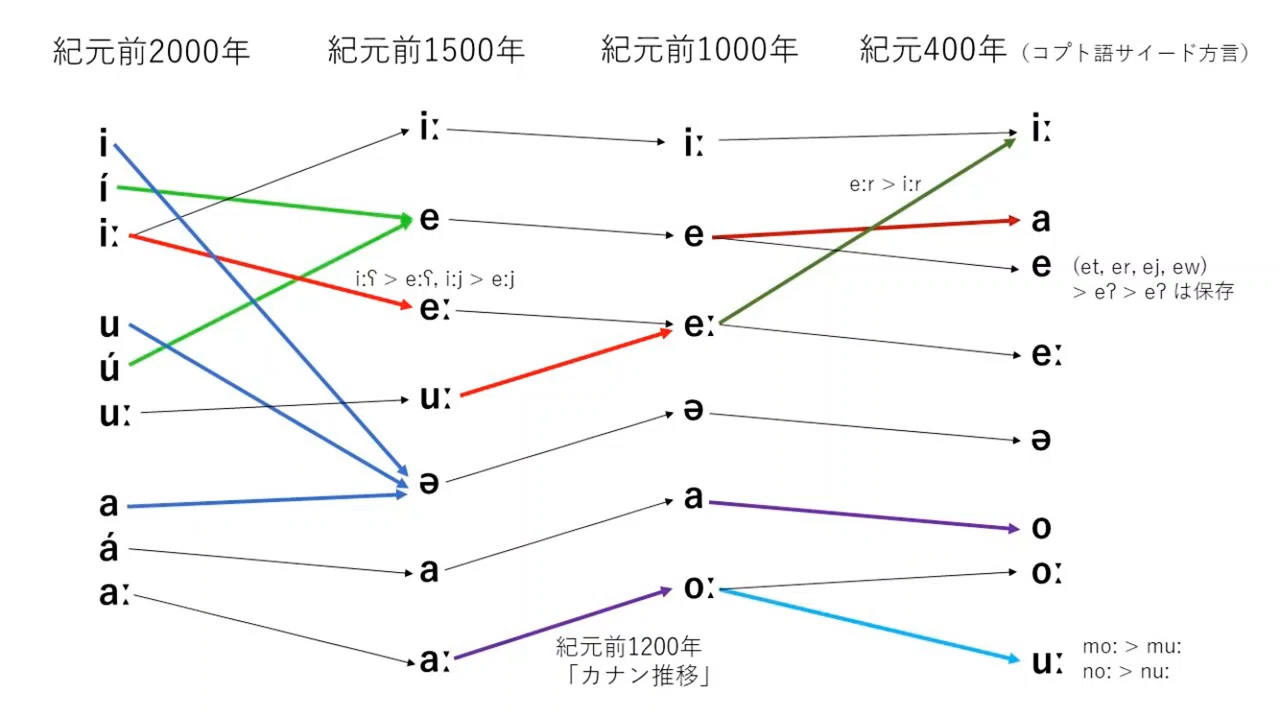 紀元前2000年 紀元前1500年 紀元前1000年 紀元400年（コプト語サイード方言）
i
í
iː
u
ú
uː
a
á
aː
iː
e
iːʕ > eːʕ, iːj > eːj
eː
uː
ə
a
aː
紀元前1200年
「カナン推移」
iː
e
eː
ə
a
oː
eːr > iːr
iː
a
e (et, er, ej, ew)
> eʔ > eʔ は保存
eː
ə
o
oː
uː moː > muː
noː > nuː